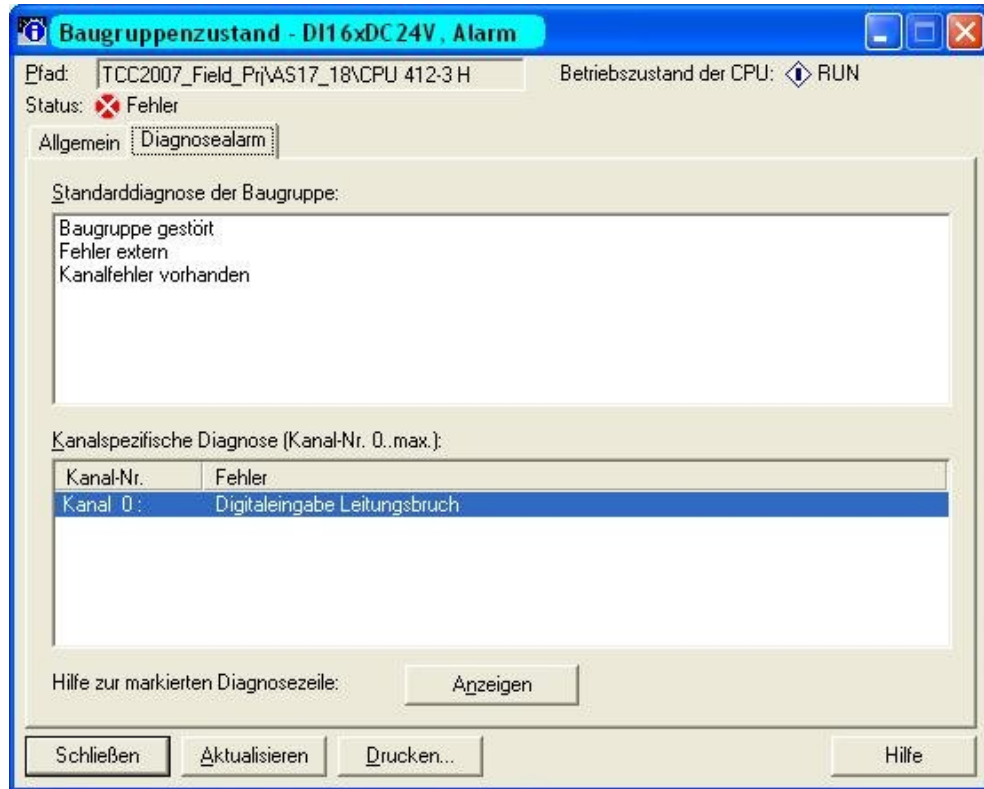 Baugruppenzustand - DI16xDC24V, Alarm
Pfad: TCC2007_Field_Prj\AS17_18\CPU 412-3 H Betriebszustand der CPU: RUN
Status: Fehler
Allgemein Diagnosealarm
Standarddiagnose der Baugruppe:
Baugruppe gestört
Fehler extern
Kanalfehler vorhanden
Kanalspezifische Diagnose (Kanal-Nr. 0..max.):
Kanal-Nr. Fehler
Kanal 0 : Digitaleingabe Leitungsbruch
Hilfe zur markierten Diagnosezeile: Anzeigen
Schließen Aktualisieren Drucken... Hilfe